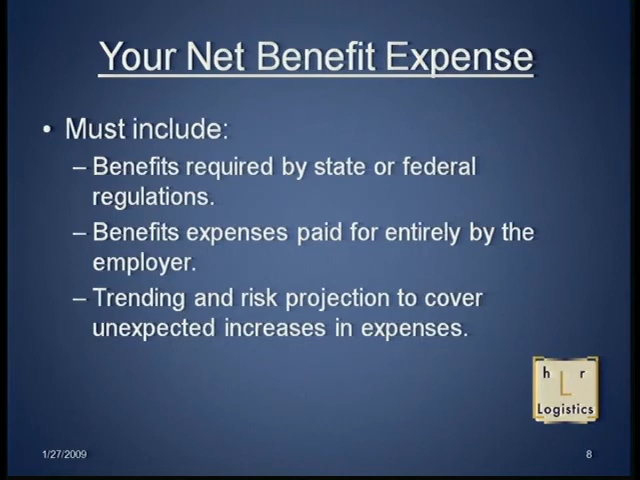 Your Net Benefit Expense
• Must include:
– Benefits required by state or federal
regulations.
– Benefits expenses paid for entirely by the
employer.
– Trending and risk projection to cover
unexpected increases in expenses.
h r
L
Logistics
1/27/2009
8